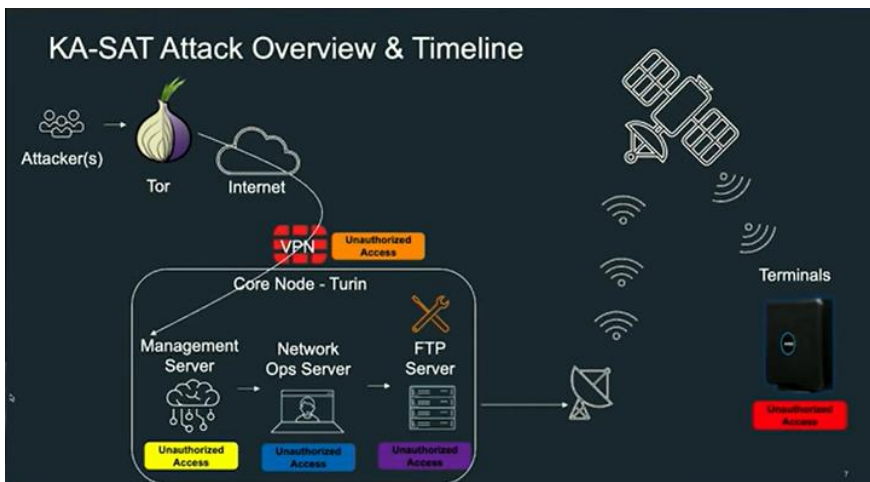 KA-SAT Attack Overview & Timeline
Attacker(s)
Tor
Internet
VPN
Unauthorized
Access
Core Node - Turin
Management
Server
Network
Ops Server
FTP
Server
Unauthorized
Access
Unauthorized
Access
Unauthorized
Access
Terminals
Unauthorized
Access
7